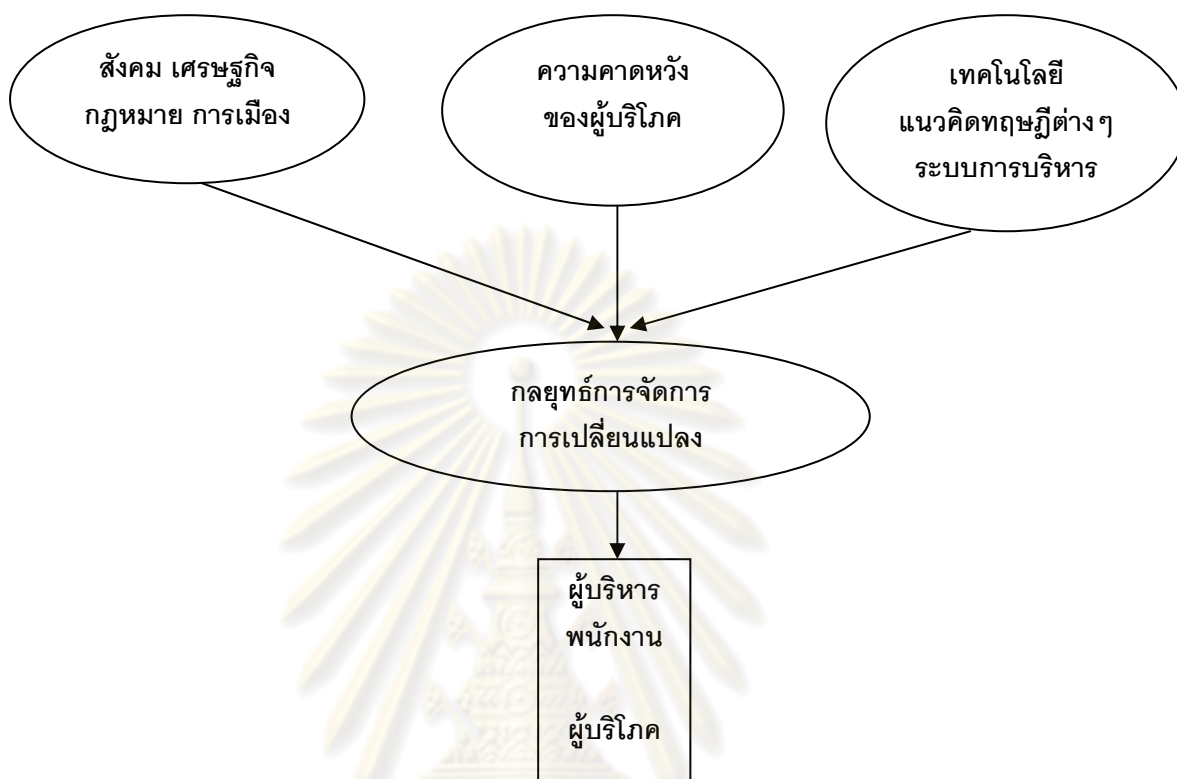 สังคม เศรษฐกิจ
กฎหมาย การเมือง
ความคาดหวัง
ของผู้บริโภค
เทคโนโลยี
แนวคิดทฤษฎีต่างๆ
ระบบการบริหาร
กลยุทธ์การจัดการ
การเปลี่ยนแปลง
ผู้บริหาร
พนักงาน
ผู้บริโภค